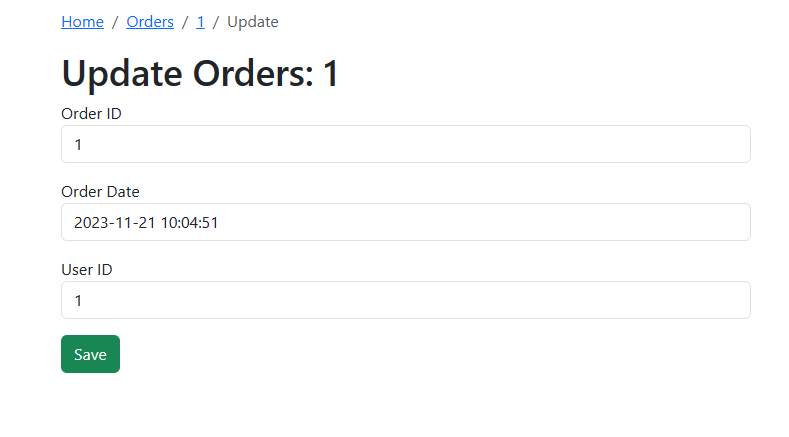 Home / Orders / 1 / Update
Update Orders: 1
Order ID
1
Order Date
2023-11-21 10:04:51
User ID
1
Save